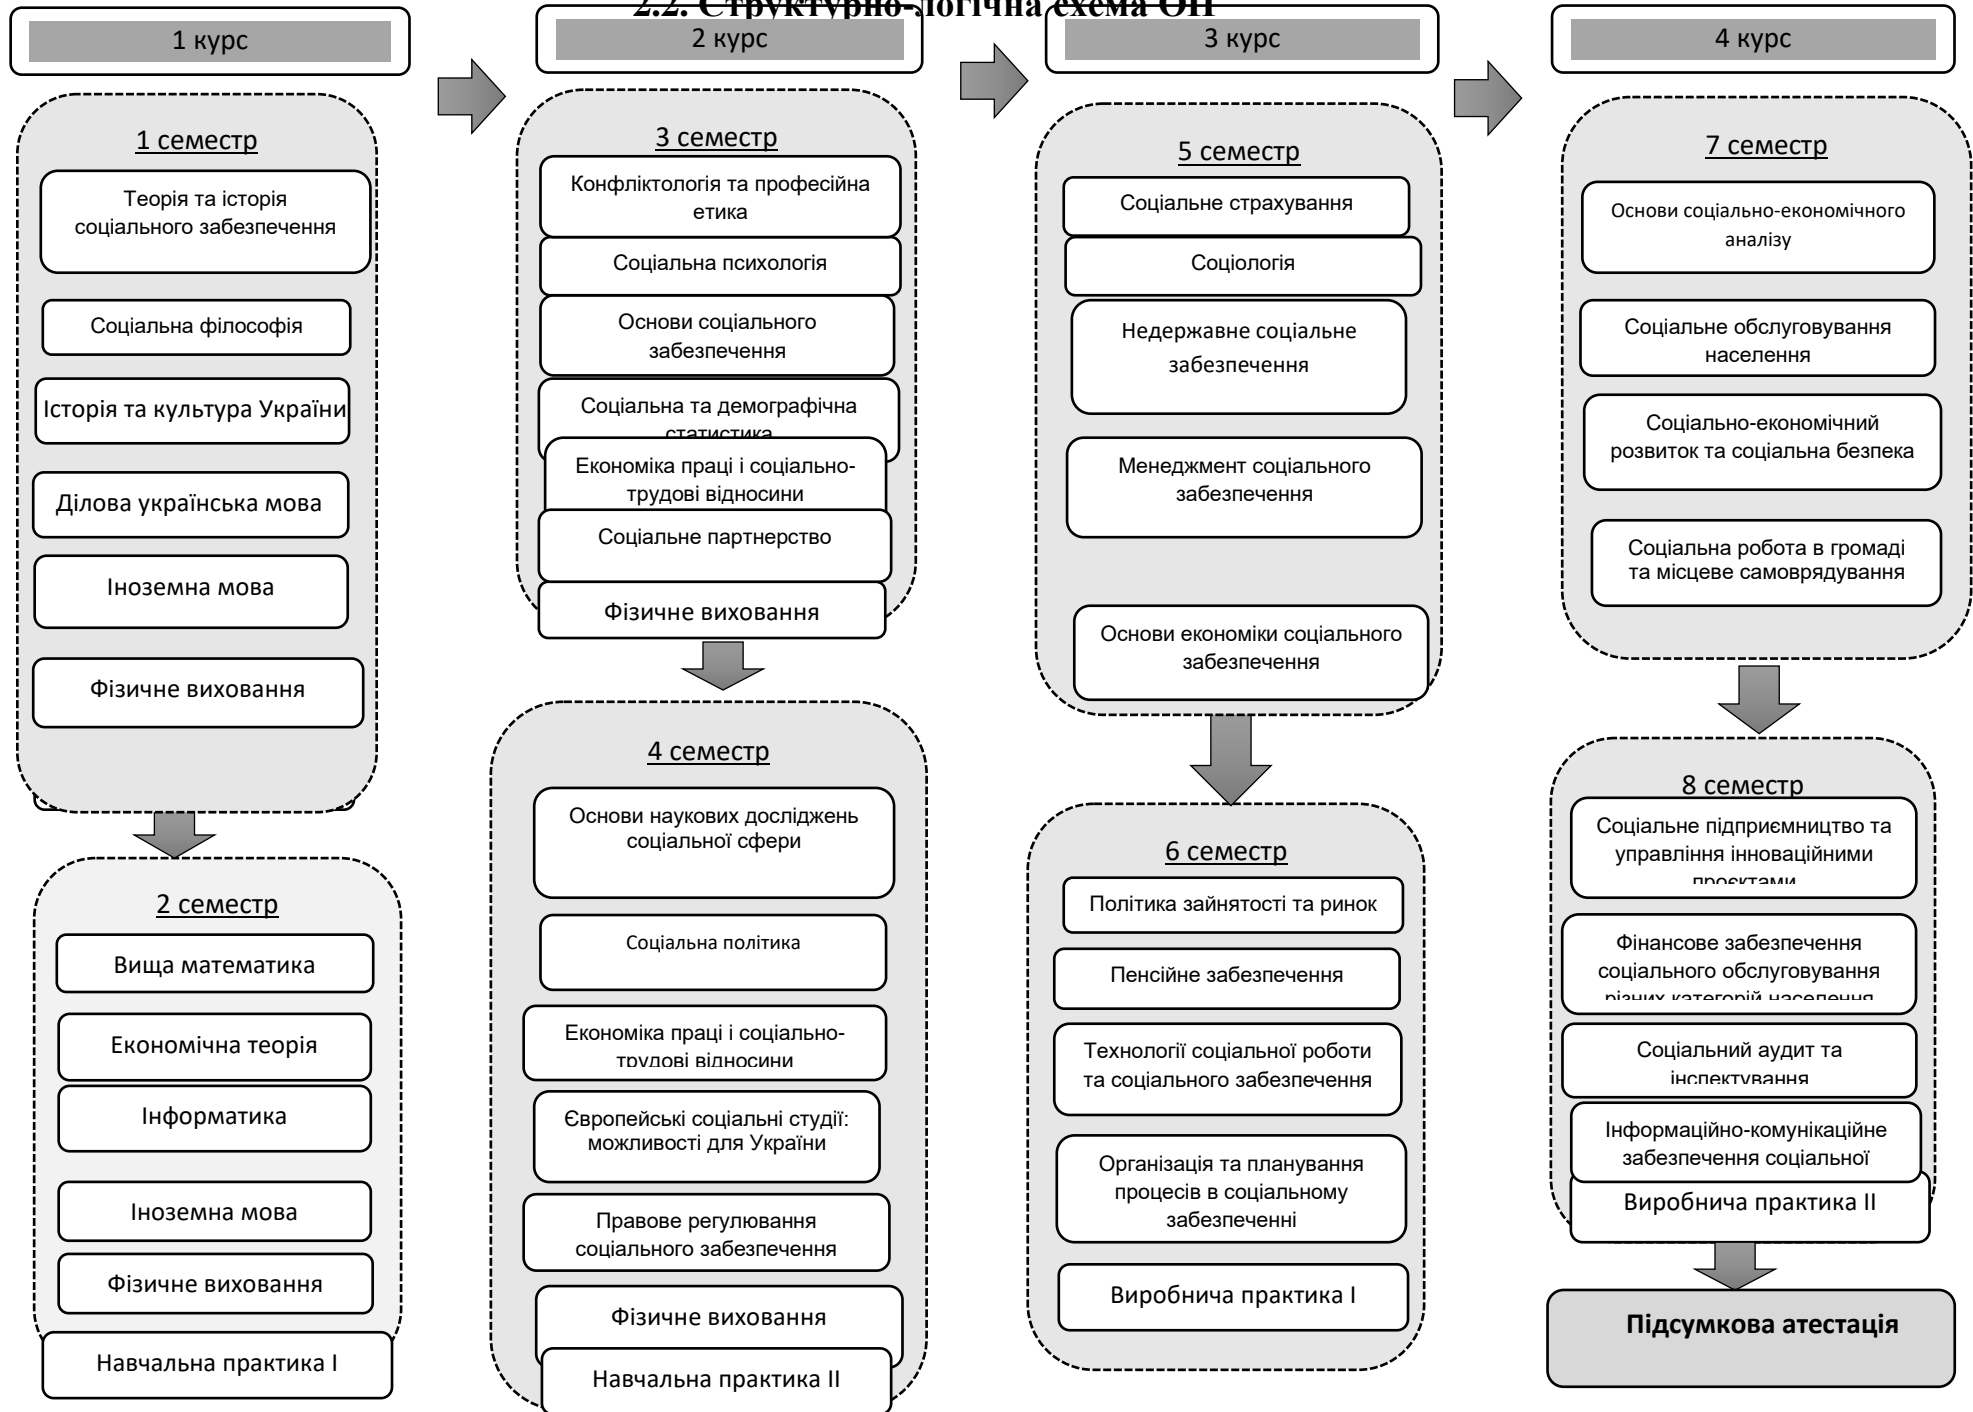 2.2. Структурно-логічна схема ОП
1 курс
1 семестр
Теорія та історія
соціального забезпечення
Соціальна філософія
Історія та культура України
Ділова українська мова
Іноземна мова
Фізичне виховання
2 семестр
Вища математика
Економічна теорія
Інформатика
Іноземна мова
Фізичне виховання
Навчальна практика І
2 курс
3 семестр
Конфліктологія та професійна
етика
Соціальна психологія
Основи соціального
забезпечення
Соціальна та демографічна
статистика
Економіка праці і соціально-
трудові відносини
Соціальне партнерство
Фізичне виховання
4 семестр
Основи наукових досліджень
соціальної сфери
Соціальна політика
Економіка праці і соціально-
трудові відносини
Європейські соціальні студії:
можливості для України
Правове регулювання
соціального забезпечення
Фізичне виховання
Навчальна практика ІІ
3 курс
5 семестр
Соціальне страхування
Соціологія
Недержавне соціальне
забезпечення
Менеджмент соціального
забезпечення
Основи економіки соціального
забезпечення
6 семестр
Політика зайнятості та ринок
Пенсійне забезпечення
Технології соціальної роботи
та соціального забезпечення
Організація та планування
процесів в соціальному
забезпеченні
Виробнича практика І
4 курс
7 семестр
Основи соціально-економічного
аналізу
Соціальне обслуговування
населення
Соціально-економічний
розвиток та соціальна безпека
Соціальна робота в громаді
та місцеве самоврядування
8 семестр
Соціальне підприємництво та
управління інноваційними
проєктами
Фінансове забезпечення
соціального обслуговування
різних категорій населення
Соціальний аудит та
інспектування
Інформаційно-комунікаційне
забезпечення соціальної
Виробнича практика ІІ
Підсумкова атестація